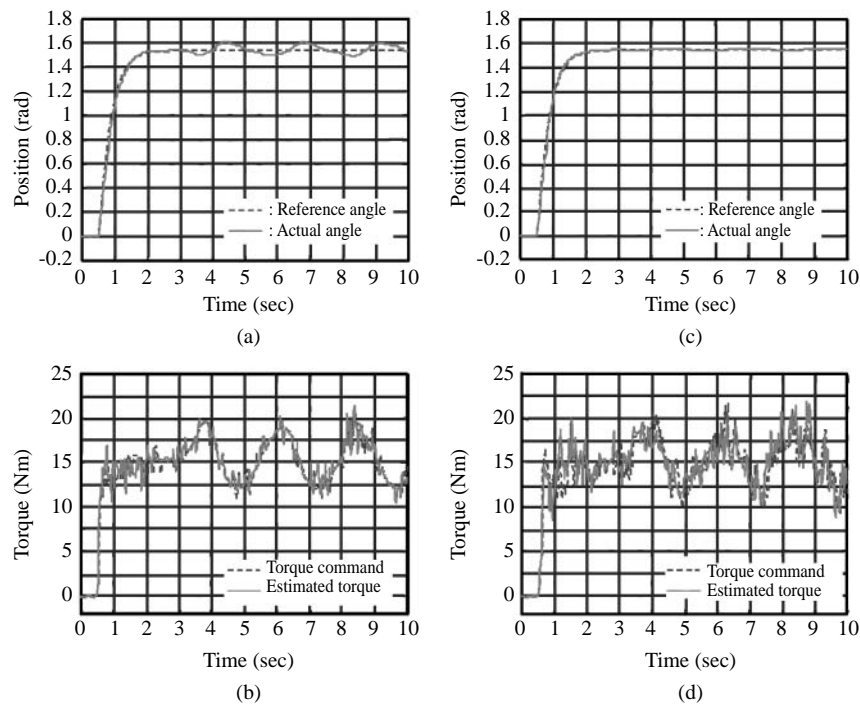 1.8
1.6
1.4
1.2
1
0.8
0.6
0.4
0.2
0
-0.2
Position (rad)
: Reference angle
: Actual angle
0 1 2 3 4 5 6 7 8 9 10
Time (sec)
(a)
1.8
1.6
1.4
1.2
1
0.8
0.6
0.4
0.2
0
-0.2
Position (rad)
: Reference angle
: Actual angle
0 1 2 3 4 5 6 7 8 9 10
Time (sec)
(c)
25
20
15
10
5
0
Torque (Nm)
Torque command
Estimated torque
0 1 2 3 4 5 6 7 8 9 10
Time (sec)
(b)
25
20
15
10
5
0
Torque (Nm)
Torque command
Estimated torque
0 1 2 3 4 5 6 7 8 9 10
Time (sec)
(d)